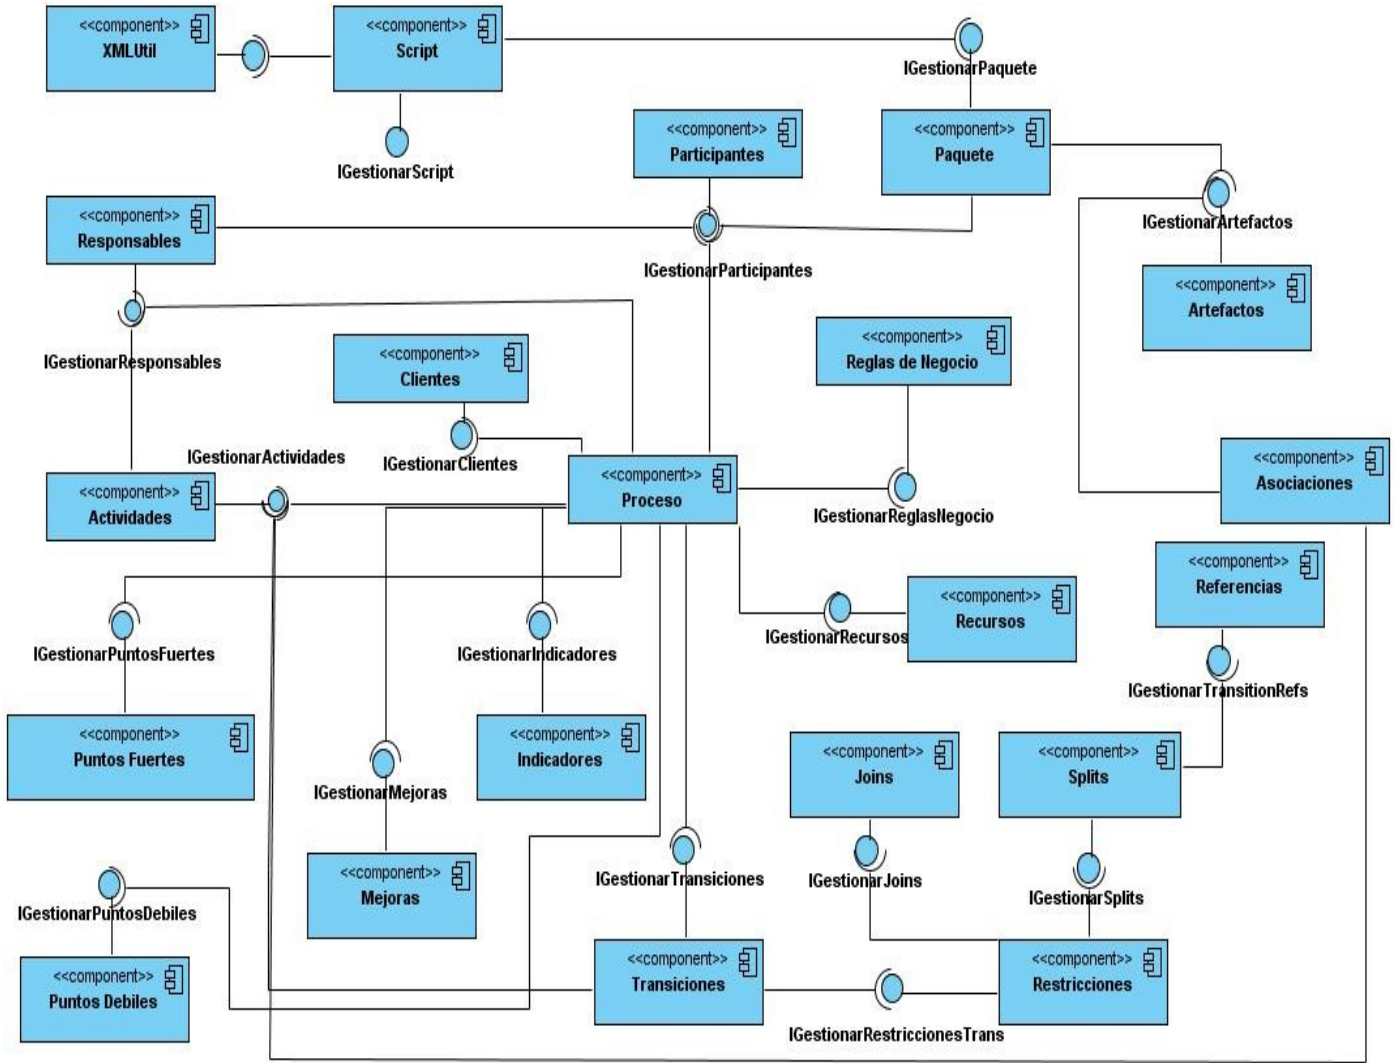 <<component>>
XMLUtil
<<component>>
Script
IGestionarPaquete
<<component>>
Participantes
<<component>>
Paquete
IGestionarScript
<<component>>
Responsables
IGestionarArtefactos
IGestionarParticipantes
<<component>>
Artefactos
<<component>>
Clientes
<<component>>
Reglas de Negocio
IGestionarResponsables
IGestionarActividades
IGestionarClientes
<<component>>
Proceso
<<component>>
Asociaciones
<<component>>
Actividades
IGestionarReglasNegocio
<<component>>
Referencias
<<component>>
Recursos
IGestionarRecursos
IGestionarPuntosFuertes
IGestionarIndicadores
IGestionarTransitionRefs
<<component>>
Puntos Fuertes
<<component>>
Indicadores
<<component>>
Joins
<<component>>
Splits
IGestionarMejoras
<<component>>
Mejoras
IGestionarTransiciones
IGestionarJoins
IGestionarSplits
IGestionarPuntosDebiles
<<component>>
Puntos Debiles
<<component>>
Transiciones
<<component>>
Restricciones
IGestionarRestriccionesTrans